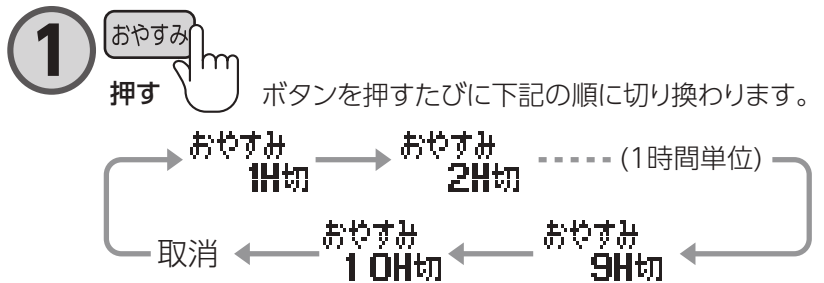 1
おやすみ
押す
ボタンを押すたびに下記の順に切り換わります。
おやすみ
1H切
おやすみ
2H切
(1時間単位)
おやすみ
9H切
おやすみ
10H切
取消